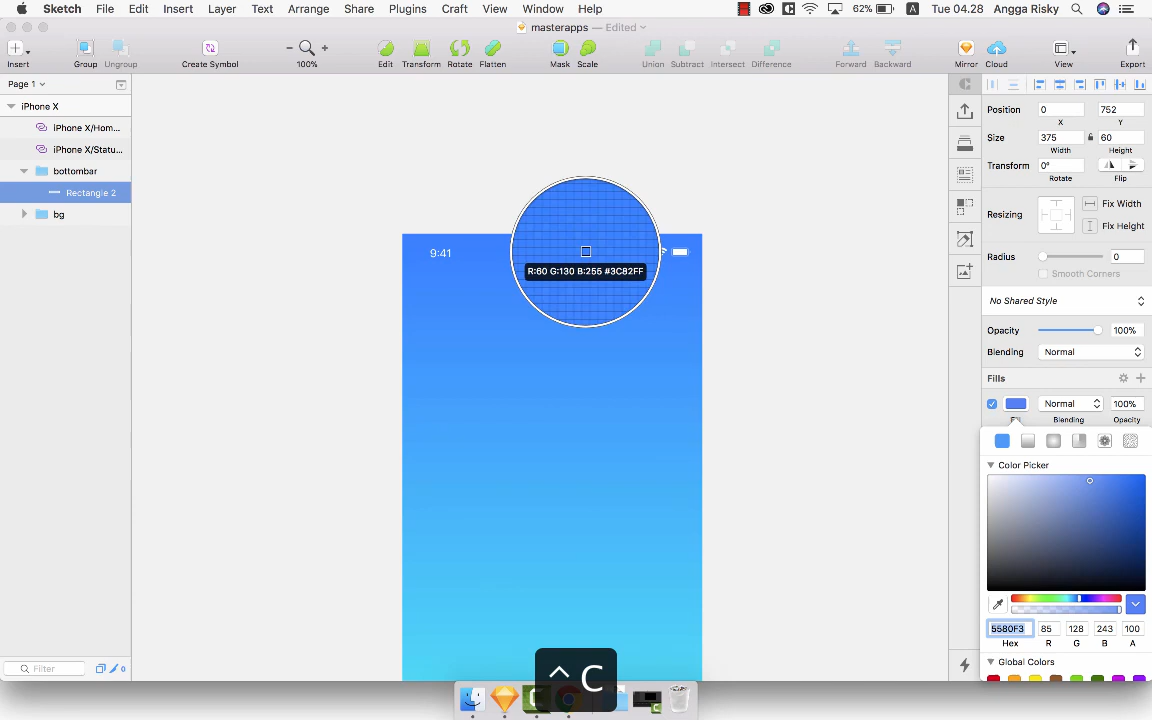 Sketch File Edit Insert Layer Text Arrange Share Plugins Craft View Window Help 62% A Tue 04.28 Angga Risky
masterapps — Edited
Insert Group Ungroup Create Symbol 100% Edit Transform Rotate Flatten Mask Scale Union Subtract Intersect Difference Forward Backward Mirror Cloud View Export
Page 1
iPhone X
iPhone X/Hom...
iPhone X/Statu...
bottombar
Rectangle 2
bg
Filter
0
9:41
R:60 G:130 B:255 #3C82FF
^ C
Position 0 752
X Y
Size 375 60
Width Height
Transform 0°
Rotate Flip
Resizing
Fix Width
Fix Height
Radius 0
Smooth Corners
No Shared Style
Opacity 100%
Blending Normal
Fills
Normal 100%
Blending Opacity
Color Picker
5580F3 85 128 243 100
Hex R G B A
Global Colors